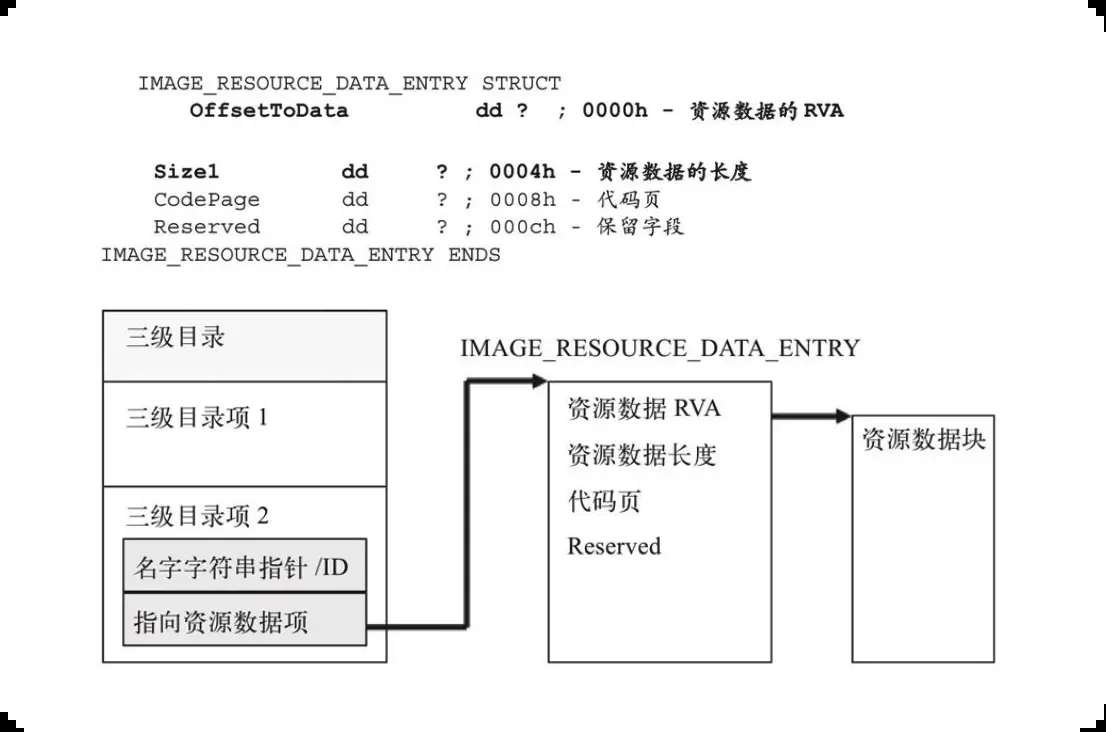 IMAGE_RESOURCE_DATA_ENTRY STRUCT
OffsetToData dd ? ; 0000h - 资源数据的RVA
Size1 dd ? ; 0004h - 资源数据的长度
CodePage dd ? ; 0008h - 代码页
Reserved dd ? ; 000ch - 保留字段
IMAGE_RESOURCE_DATA_ENTRY ENDS
三级目录
三级目录项 1
三级目录项 2
名字字符串指针 /ID
指向资源数据项
IMAGE_RESOURCE_DATA_ENTRY
资源数据 RVA
资源数据长度
代码页
Reserved
资源数据块